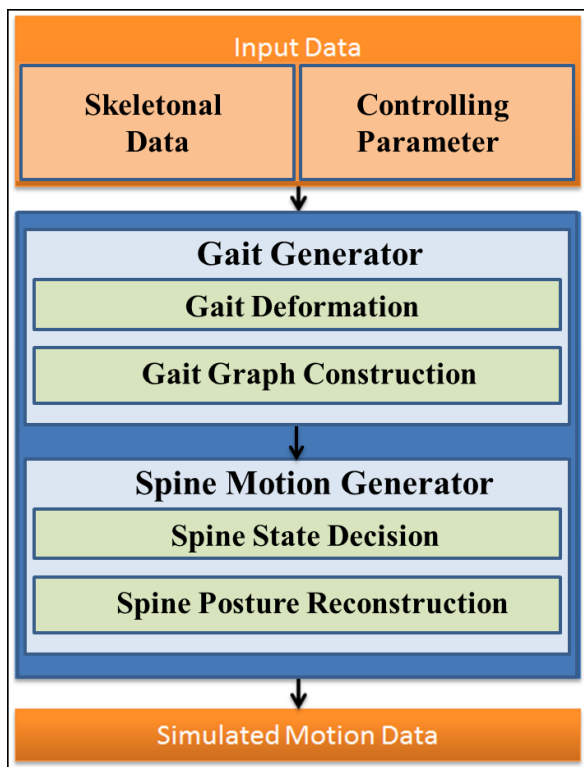 Input Data
Skeletonal
Data
Controlling
Parameter
Gait Generator
Gait Deformation
Gait Graph Construction
Spine Motion Generator
Spine State Decision
Spine Posture Reconstruction
Simulated Motion Data